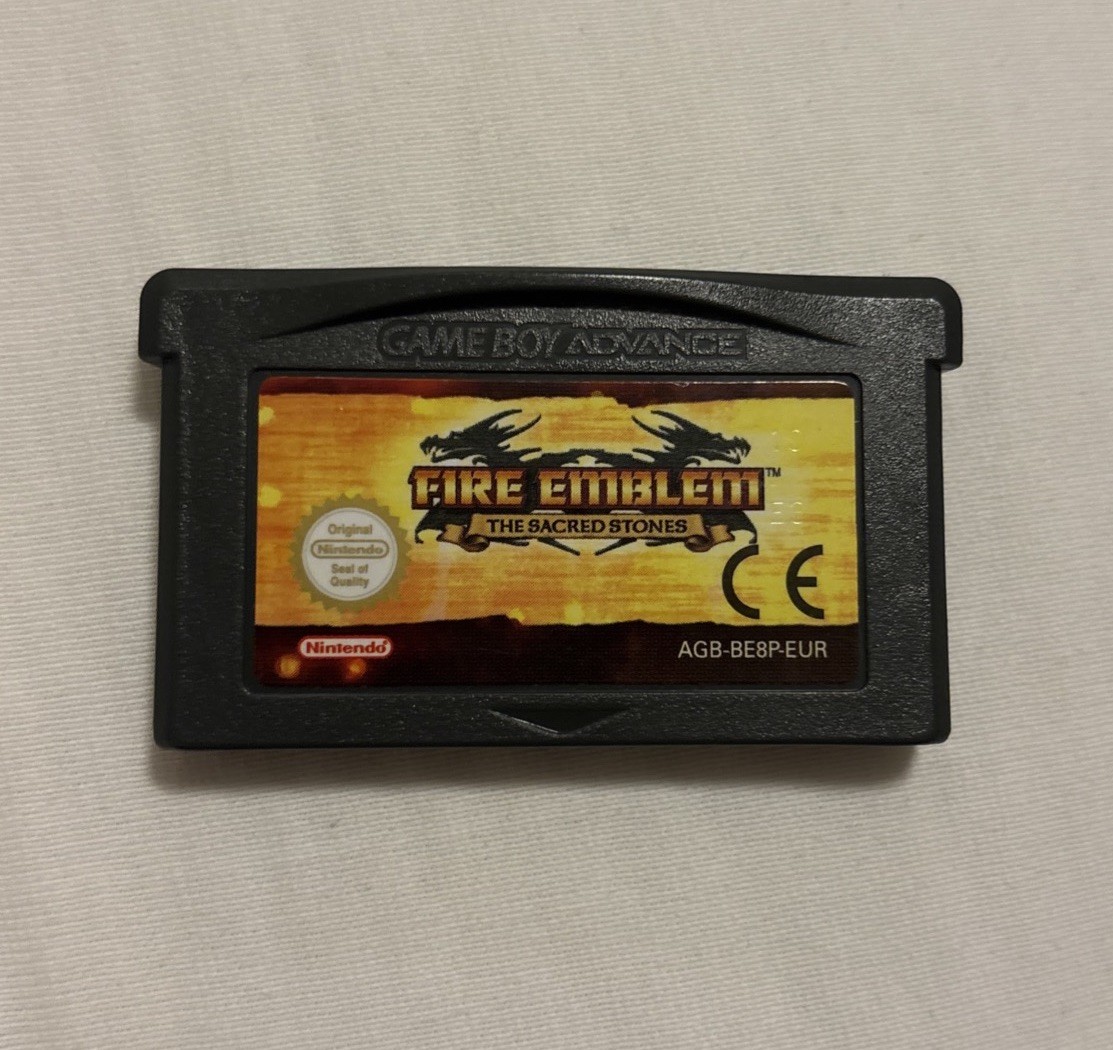 GAME BOY ADVANCE
FIRE EMBLEM™
THE SACRED STONES
Original
Nintendo
Seal of
Quality
CE
Nintendo®
AGB-BE8P-EUR